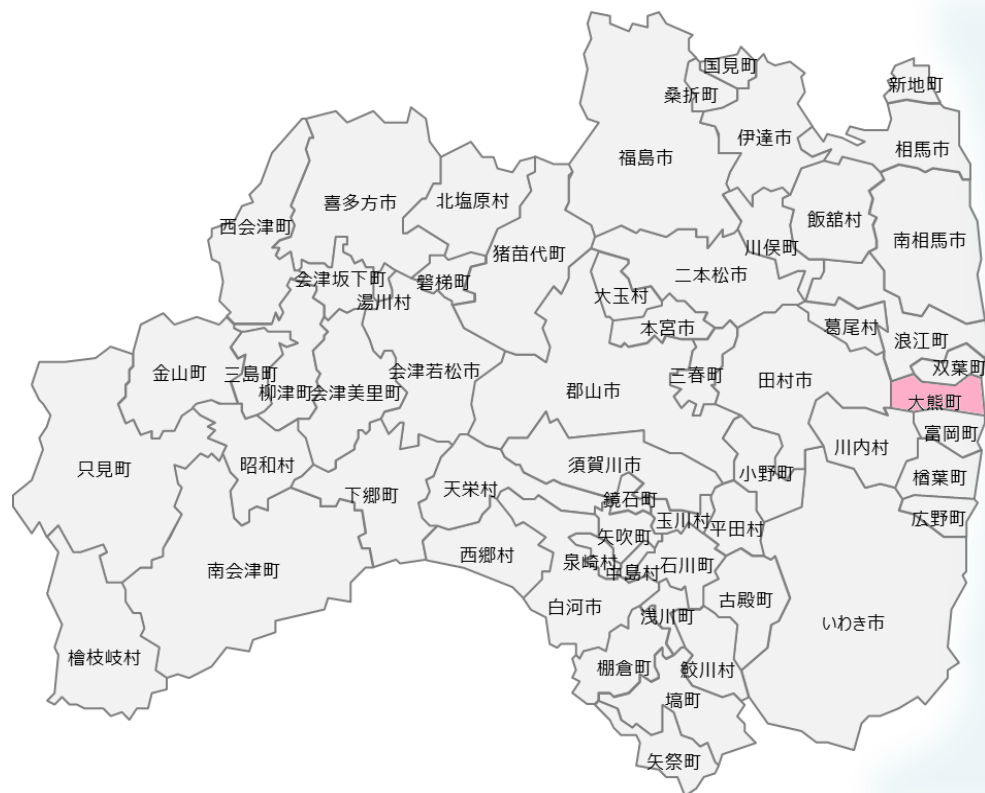 国見町
新地町
桑折町
伊達市
相馬市
福島市
喜多方市
北塩原村
飯舘村
西会津町
川俣町
南相馬市
猪苗代町
会津坂下町
磐梯町
二本松市
湯川村
大玉村
本宮市
葛尾村
浪江町
双葉町
金山町
三島町
会津若松市
三春町
田村市
柳津町
会津美里町
郡山市
大熊町
富岡町
川内村
只見町
昭和村
須賀川市
小野町
楢葉町
下郷町
天栄村
鏡石町
広野町
玉川村
平田村
矢吹町
西郷村
泉崎村
石川町
南会津町
中島村
白河市
古殿町
浅川町
いわき市
檜枝岐村
棚倉町
鮫川村
塙町
矢祭町